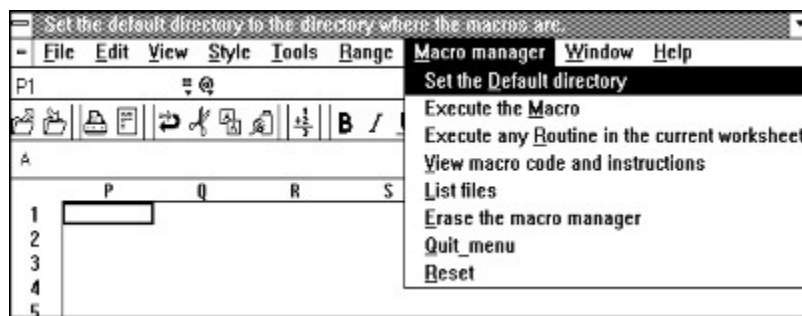 Set the default directory to the directory where the macros are.
File Edit View Style Tools Range Macro manager Window Help
P1 @
Set the Default directory
Execute the Macro
Execute any Routine in the current worksheet
View macro code and instructions
List files
Erase the macro manager
Quit_menu
Reset
B I U
A
P Q R S
1
2
3
4
5